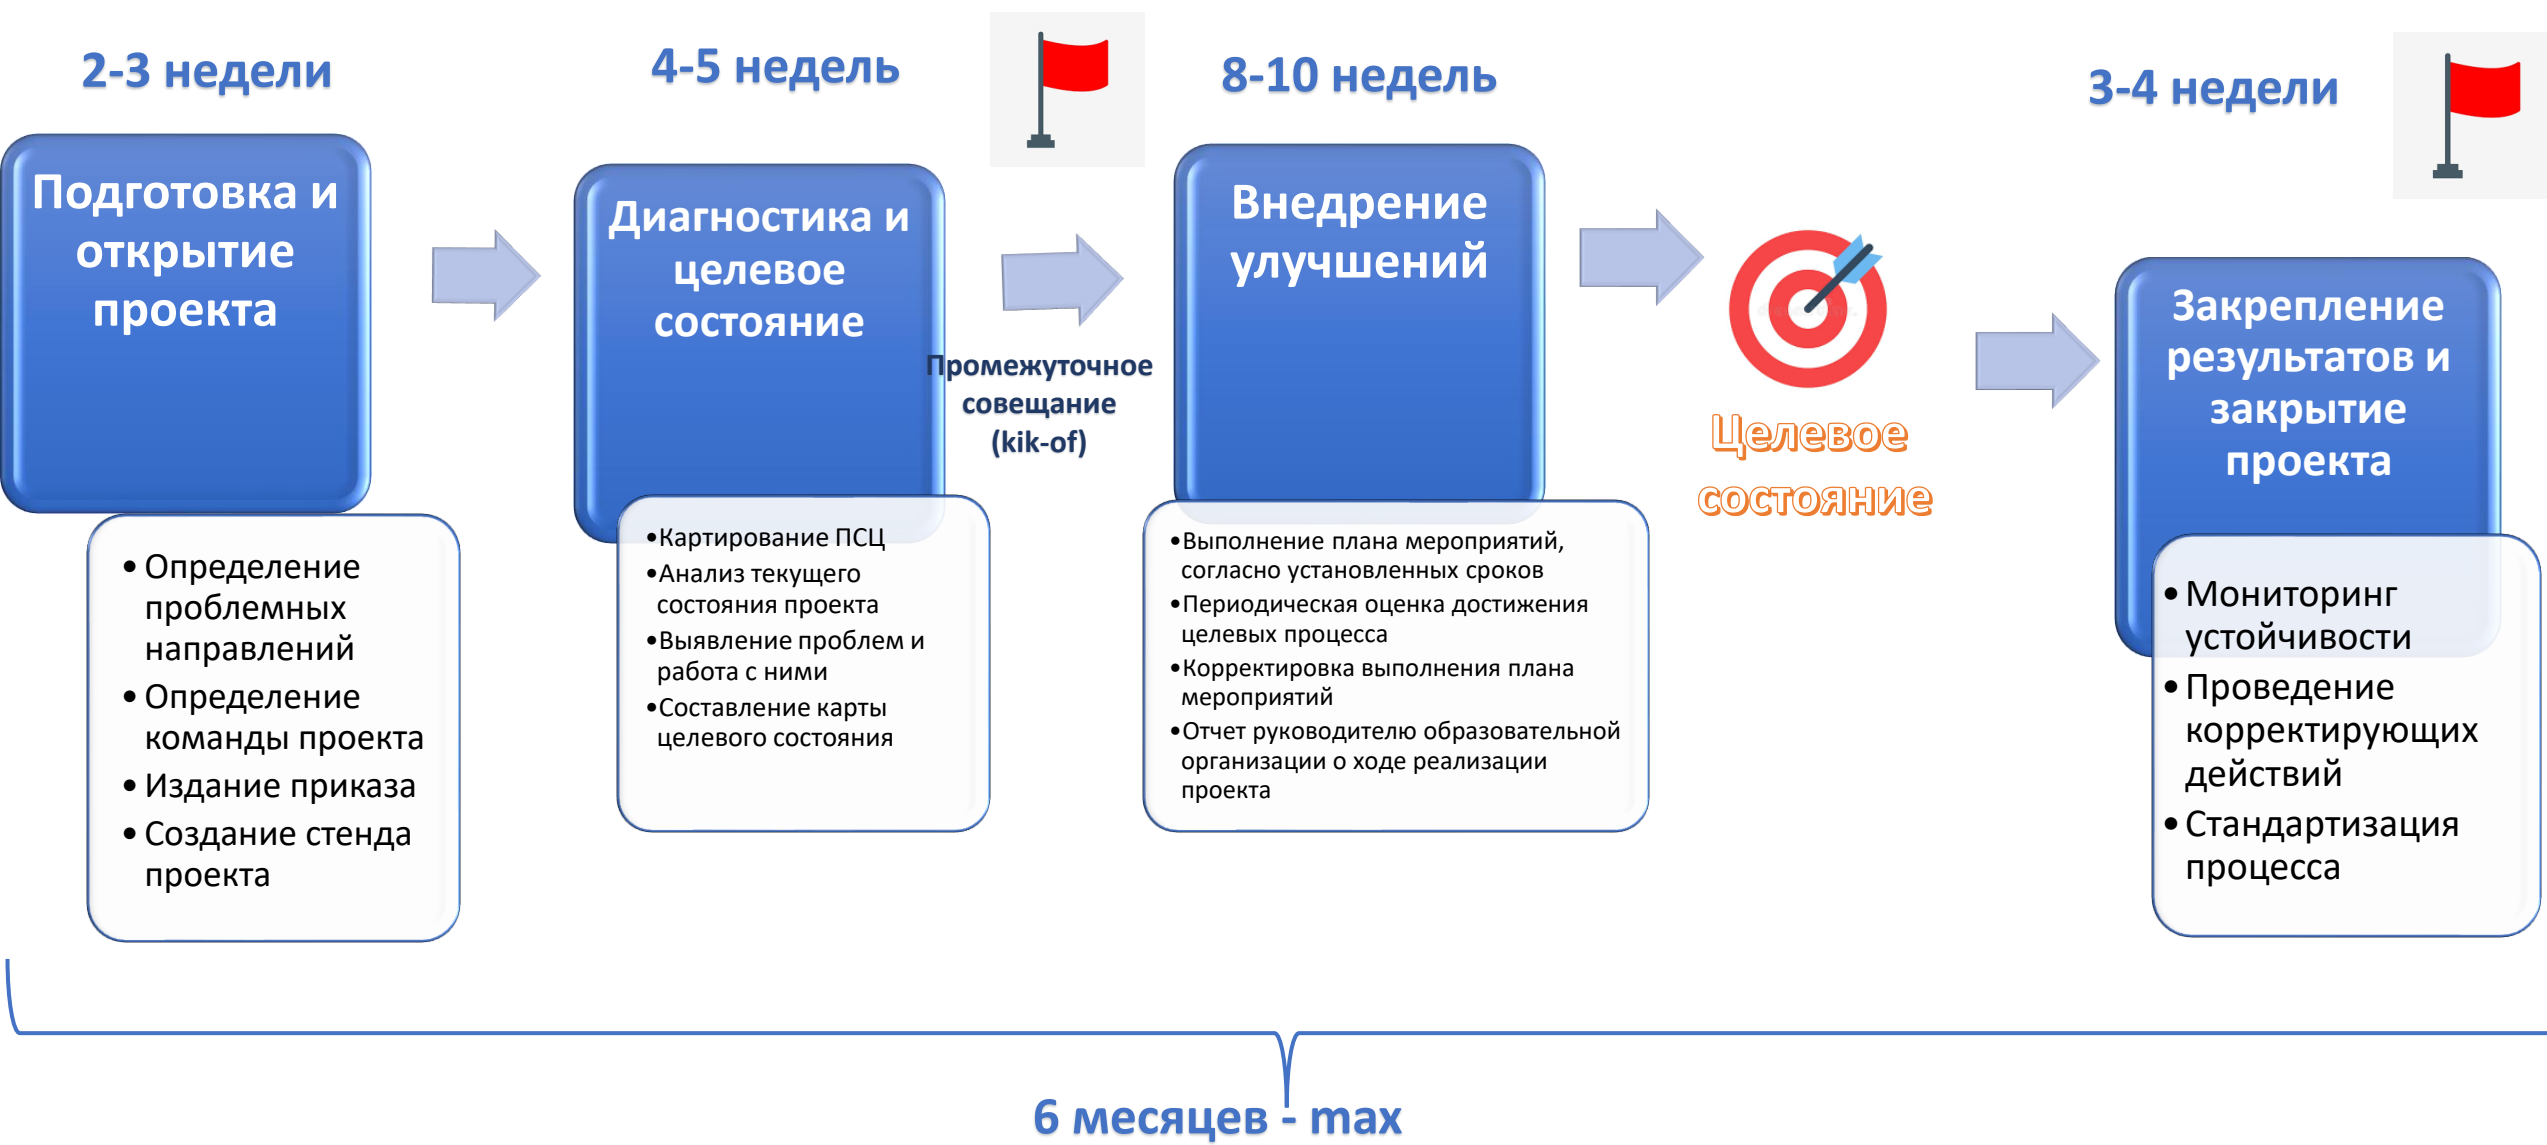 2-3 недели
Подготовка и
открытие
проекта
• Определение
проблемных
направлений
• Определение
команды проекта
• Издание приказа
• Создание стенда
проекта
4-5 недель
Диагностика и
целевое
состояние
•Картирование ПСЦ
•Анализ текущего
состояния проекта
•Выявление проблем и
работа с ними
•Составление карты
целевого состояния
Промежуточное
совещание
(kik-of)
8-10 недель
Внедрение
улучшений
•Выполнение плана мероприятий,
согласно установленных сроков
•Периодическая оценка достижения
целевых процесса
•Корректировка выполнения плана
мероприятий
•Отчет руководителю образовательной
организации о ходе реализации
проекта
Целевое
состояние
3-4 недели
Закрепление
результатов и
закрытие
проекта
• Мониторинг
устойчивости
• Проведение
корректирующих
действий
• Стандартизация
процесса
6 месяцев - max